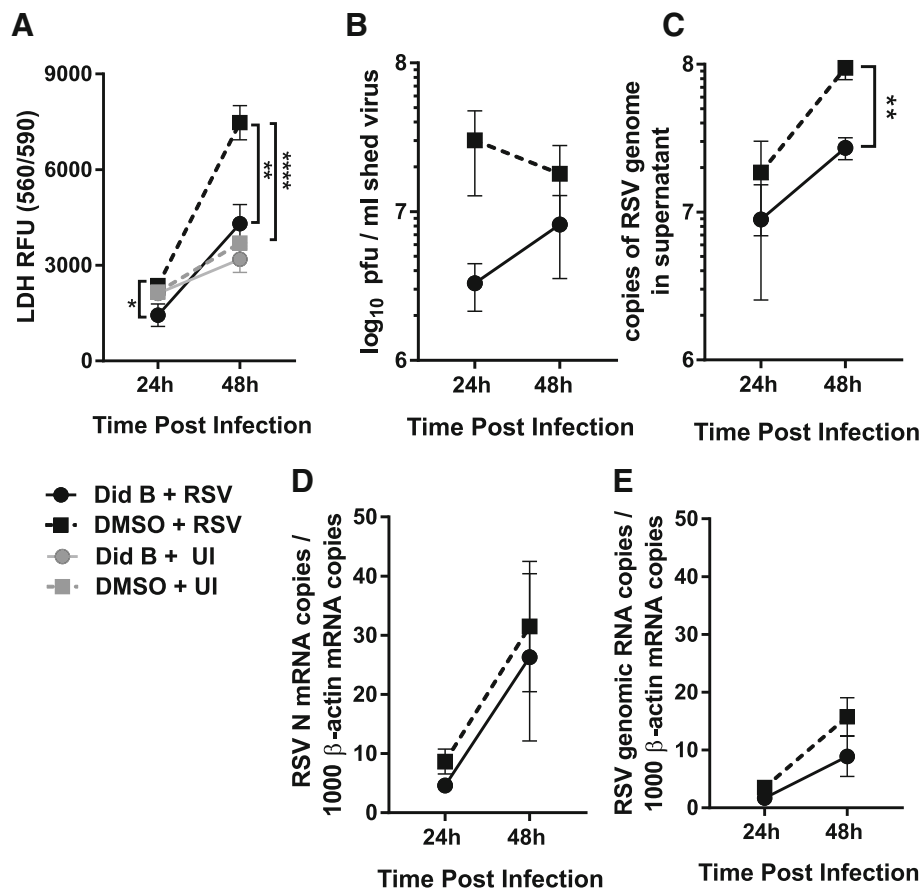 A
LDH RFU (560/590)
9000
6000
3000
0
*
**
****
24h
48h
Time Post Infection
B
log10 pfu / ml shed virus
8
7
6
24h
48h
Time Post Infection
C
copies of RSV genome
in supernatant
8
7
6
**
24h
48h
Time Post Infection
Did B + RSV
DMSO + RSV
Did B + UI
DMSO + UI
D
RSV N mRNA copies /
1000 β-actin mRNA copies
50
40
30
20
10
0
24h
48h
Time Post Infection
E
RSV genomic RNA copies /
1000 β-actin mRNA copies
50
40
30
20
10
0
24h
48h
Time Post Infection